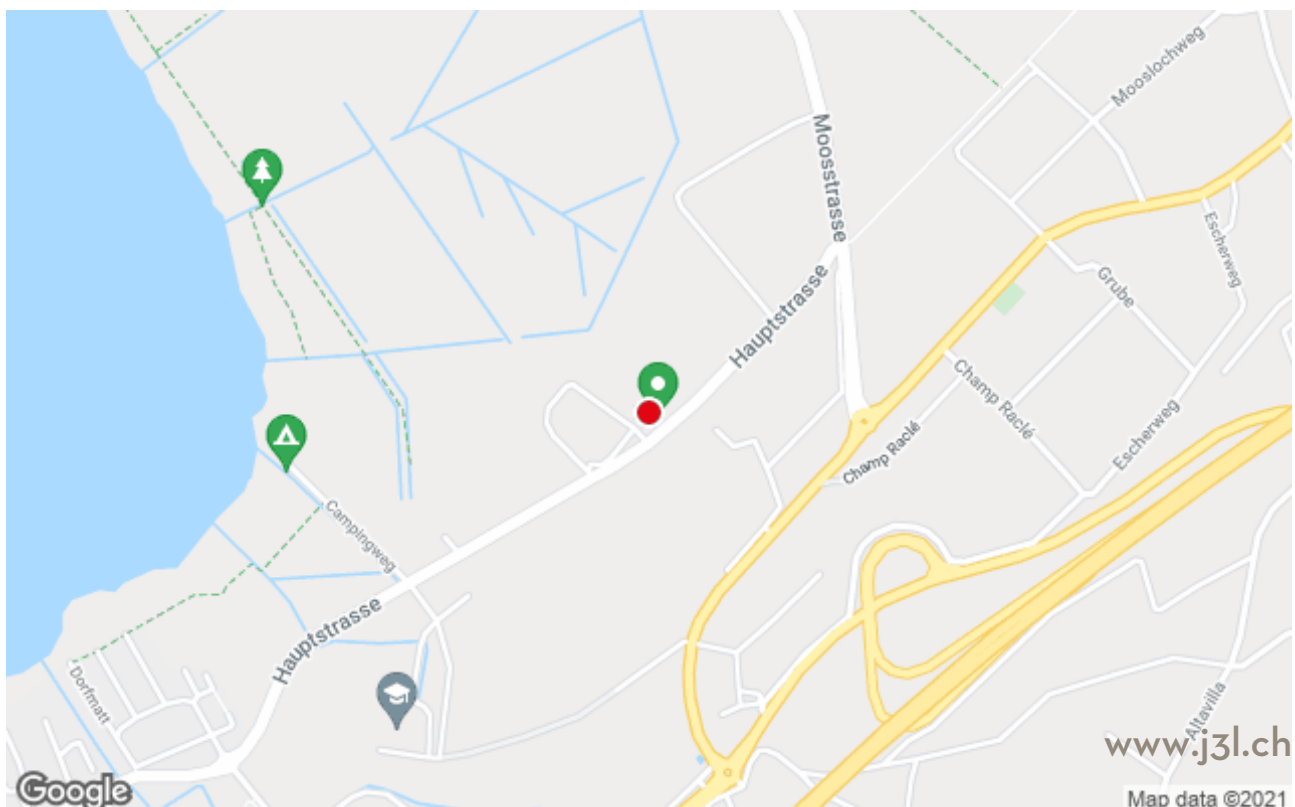 Mooslochweg
Moosstrasse
Escherweg
Grube
Hauptstrasse
Champ Raclé
Champ Raclé
Escherweg
Campingweg
Hauptstrasse
Dorfmatt
Altavilla
www.j3l.ch
Google
Map data ©2021